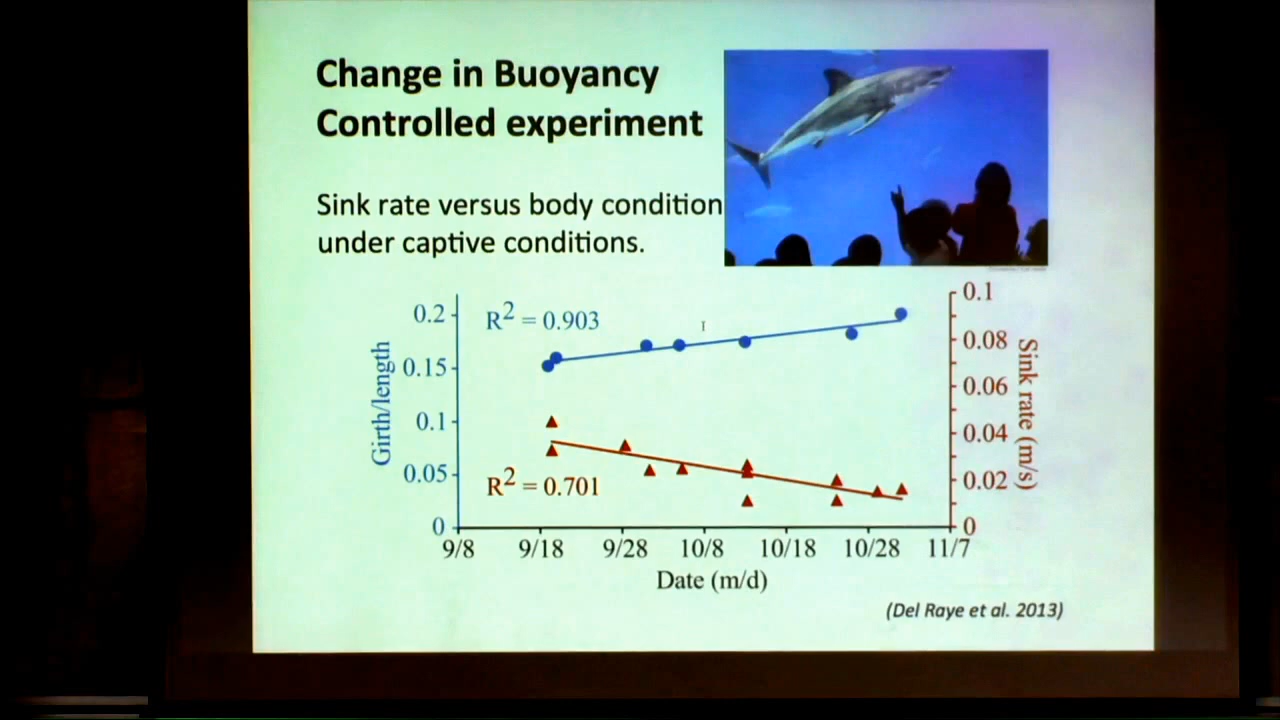 Change in Buoyancy
Controlled experiment
Sink rate versus body condition
under captive conditions.
R2 = 0.903
R2 = 0.701
Girth/length
0.2
0.15
0.1
0.05
0
0.1
0.08
0.06
0.04
0.02
0
Sink rate (m/s)
9/8 9/18 9/28 10/8 10/18 10/28 11/7
Date (m/d)
(Del Raye et al. 2013)